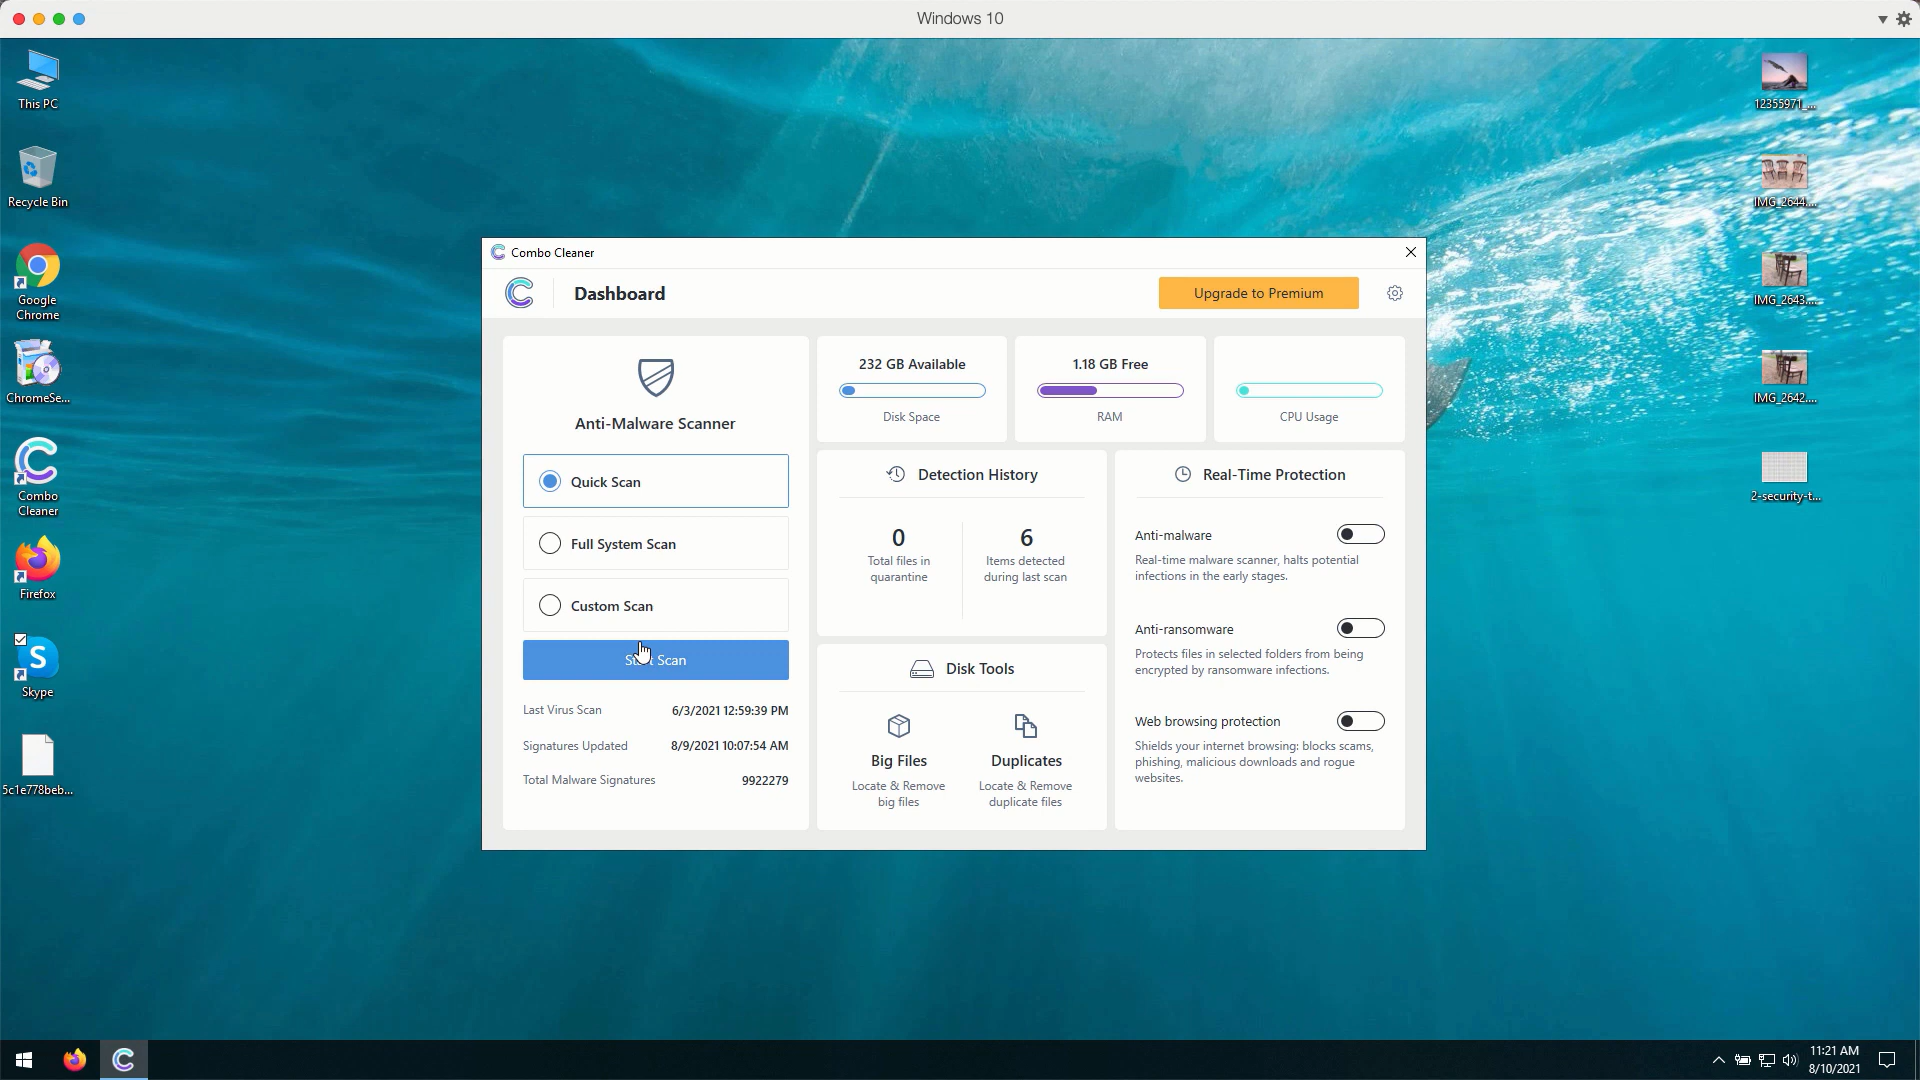 Windows 10
This PC
Recycle Bin
Google
Chrome
ChromeSe...
Combo
Cleaner
Firefox
Skype
5c1e778beb...
12355971_...
IMG_2644....
IMG_2643....
IMG_2642....
2-security-t...
Combo Cleaner
Dashboard
Upgrade to Premium
Anti-Malware Scanner
Quick Scan
Full System Scan
Custom Scan
Scan
Last Virus Scan 6/3/2021 12:59:39 PM
Signatures Updated 8/9/2021 10:07:54 AM
Total Malware Signatures 9922279
232 GB Available
Disk Space
1.18 GB Free
RAM
CPU Usage
Detection History
0
Total files in
quarantine
6
Items detected
during last scan
Disk Tools
Big Files
Locate & Remove
big files
Duplicates
Locate & Remove
duplicate files
Real-Time Protection
Anti-malware
Real-time malware scanner, halts potential
infections in the early stages.
Anti-ransomware
Protects files in selected folders from being
encrypted by ransomware infections.
Web browsing protection
Shields your internet browsing: blocks scams,
phishing, malicious downloads and rogue
websites.
11:21 AM
8/10/2021